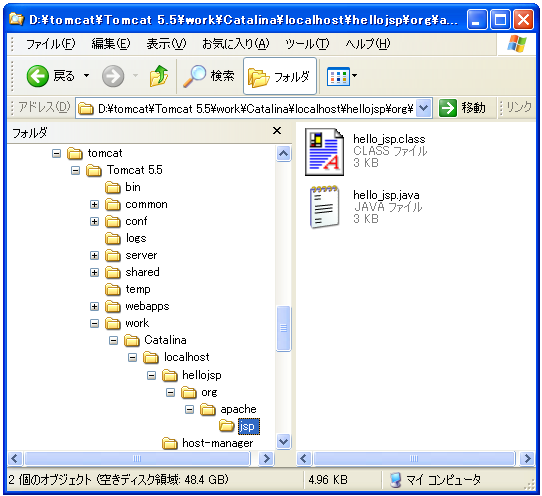 D:¥tomcat¥Tomcat 5.5¥work¥Catalina¥localhost¥hellojsp¥org¥a...
ファイル(F) 編集(E) 表示(V) お気に入り(A) ツール(T) ヘルプ(H)
戻る 検索 フォルダ
アドレス(D) D:¥tomcat¥Tomcat 5.5¥work¥Catalina¥localhost¥hellojsp¥org¥ 移動 リンク
フォルダ
tomcat
Tomcat 5.5
bin
common
conf
logs
server
shared
temp
webapps
work
Catalina
localhost
hellojsp
org
apache
jsp
host-manager
hello_jsp.class
CLASS ファイル
3 KB
hello_jsp.java
JAVA ファイル
3 KB
2 個のオブジェクト (空きディスク領域: 48.4 GB) 4.96 KB マイ コンピュータ